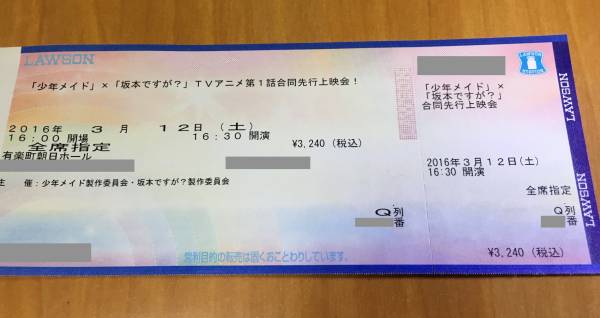 LAWSON
「少年メイド」×「坂本ですが?」TVアニメ第1話合同先行上映会!
2016年 3月 12日(土)
16:00 開場 16:30 開演
全席指定 ¥3,240(税込)
有楽町朝日ホール
主 催:少年メイド製作委員会・坂本ですが?製作委員会
Q列
番
営利目的の転売は固くおことわりしています。
「少年メイド」×
「坂本ですが?」
合同先行上映会
2016年3月12日(土)
16:30 開演
全席指定
Q列
番
¥3,240(税込)
LAWSON
LAWSON
LAWSON